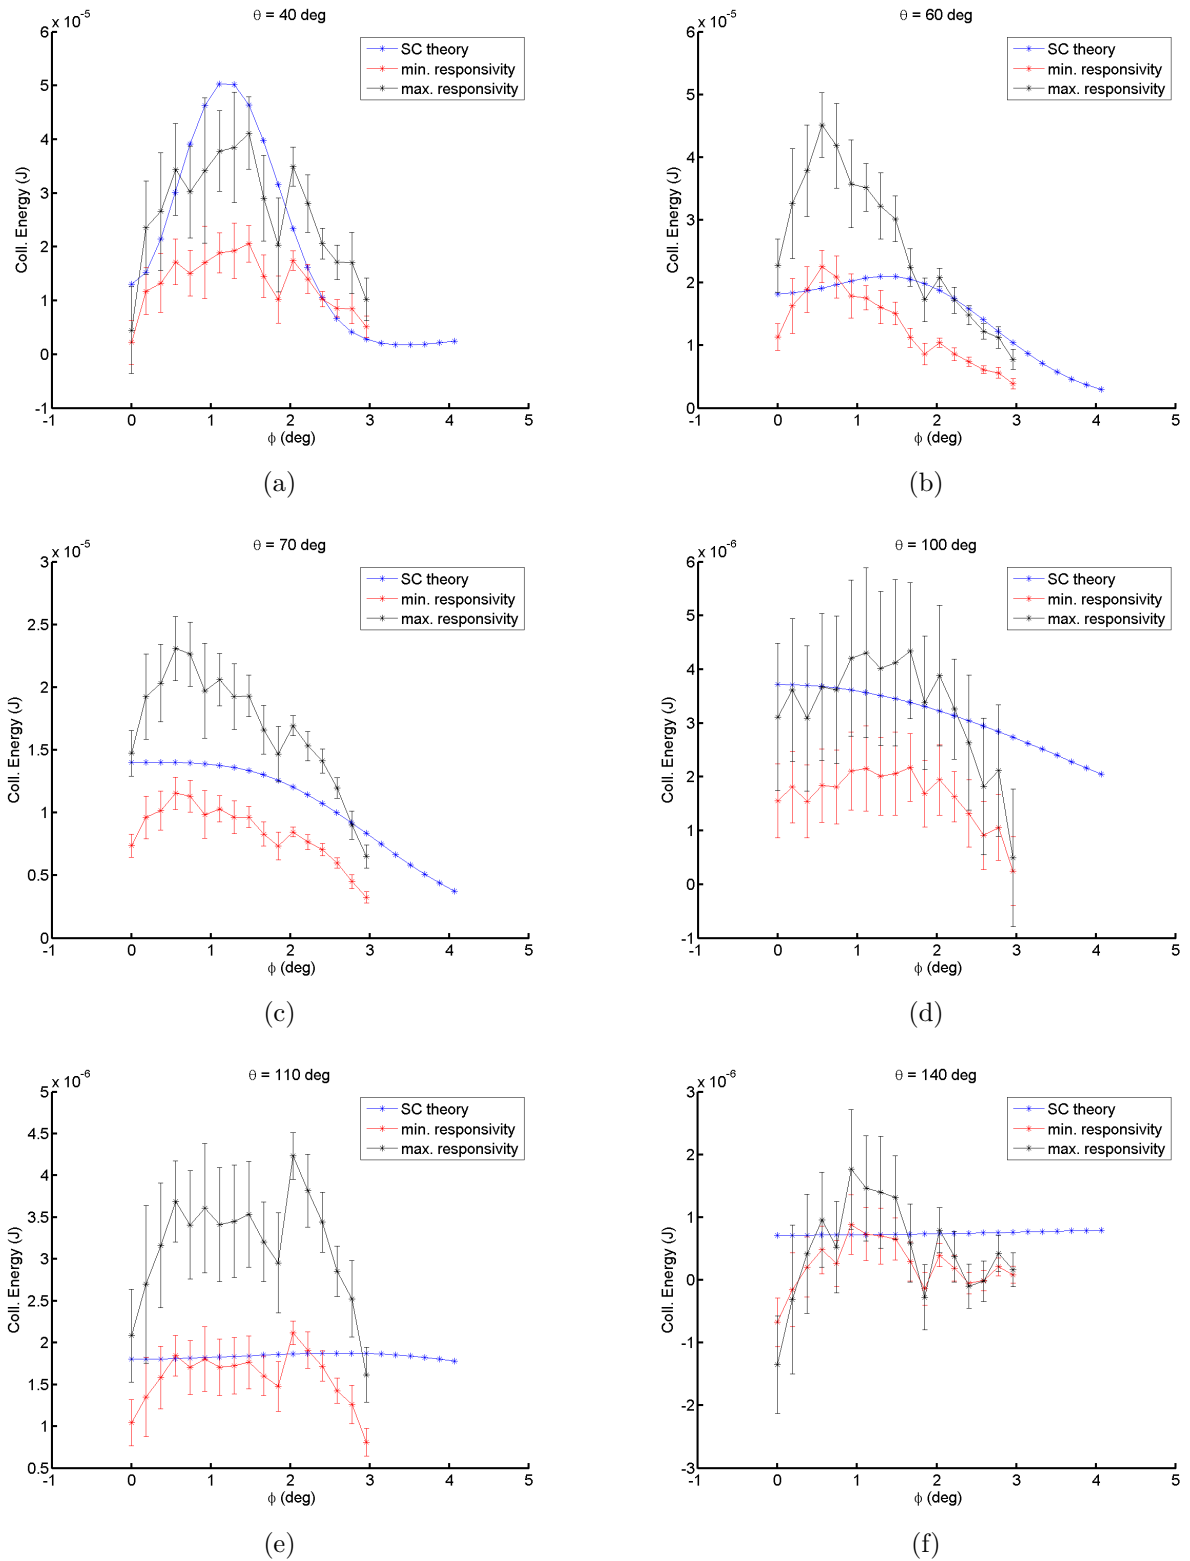 x 10^-5
θ = 40 deg
6
5
4
3
2
1
0
-1
-1 0 1 2 3 4 5
Coll. Energy (J)
ϕ (deg)
SC theory
min. responsivity
max. responsivity
(a)
x 10^-5
θ = 60 deg
6
5
4
3
2
1
0
-1 0 1 2 3 4 5
Coll. Energy (J)
ϕ (deg)
SC theory
min. responsivity
max. responsivity
(b)
x 10^-5
θ = 70 deg
3
2.5
2
1.5
1
0.5
0
-1 0 1 2 3 4 5
Coll. Energy (J)
ϕ (deg)
SC theory
min. responsivity
max. responsivity
(c)
x 10^-6
θ = 100 deg
6
5
4
3
2
1
0
-1
-1 0 1 2 3 4 5
Coll. Energy (J)
ϕ (deg)
SC theory
min. responsivity
max. responsivity
(d)
x 10^-6
θ = 110 deg
5
4.5
4
3.5
3
2.5
2
1.5
1
0.5
-1 0 1 2 3 4 5
Coll. Energy (J)
ϕ (deg)
SC theory
min. responsivity
max. responsivity
(e)
x 10^-6
θ = 140 deg
3
2
1
0
-1
-2
-3
-1 0 1 2 3 4 5
Coll. Energy (J)
ϕ (deg)
SC theory
min. responsivity
max. responsivity
(f)